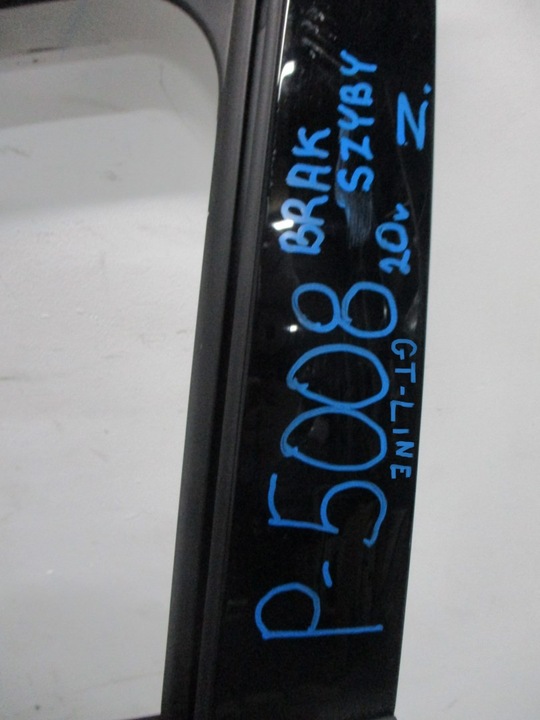 BRAK
SZYBY
P-5008 20r Z.
GT-LINE